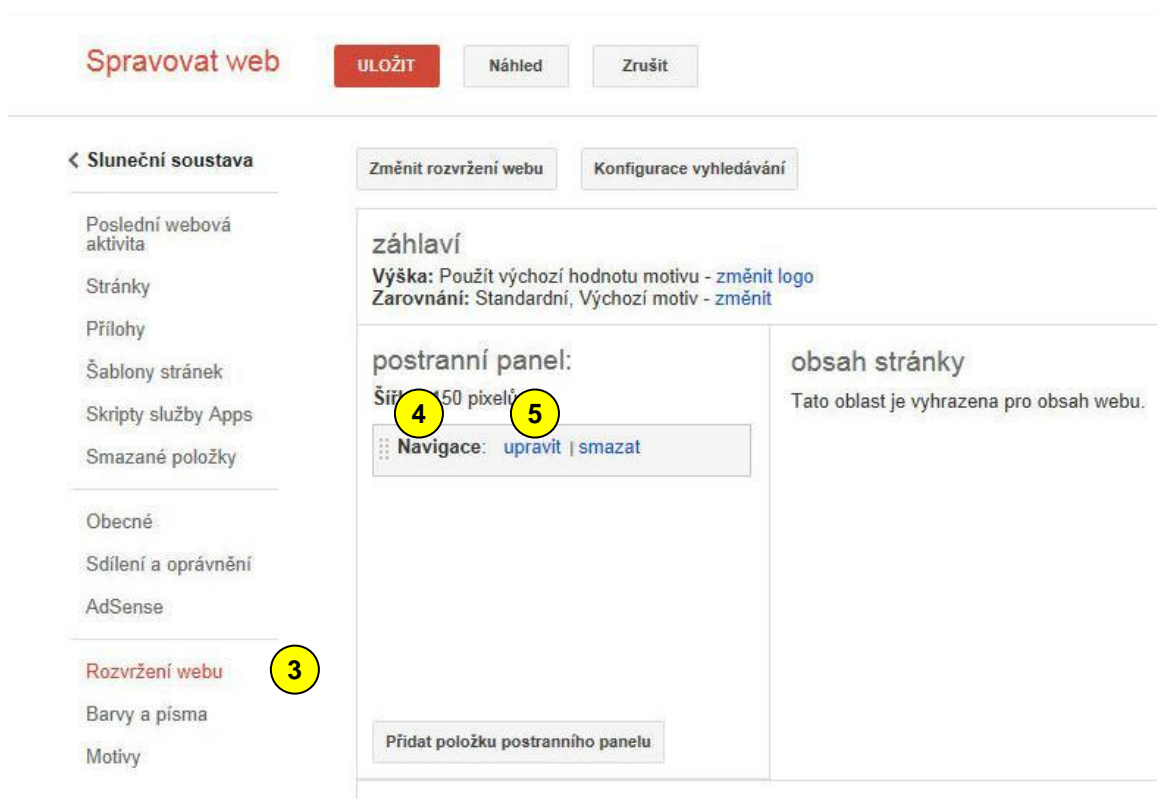 Spravovat web
ULOŽIT
Náhled
Zrušit
Sluneční soustava
Změnit rozvržení webu
Konfigurace vyhledávání
Poslední webová
aktivita
Stránky
Přílohy
Šablony stránek
Skripty služby Apps
Smazané položky
Obecné
Sdílení a oprávnění
AdSense
Rozvržení webu
3
Barvy a písma
Motivy
záhlaví
Výška: Použít výchozí hodnotu motivu - změnit logo
Zarovnání: Standardní, Výchozí motiv - změnit
postranní panel:
4
5
Navigace: upravit | smazat
Přidat položku postranního panelu
obsah stránky
Tato oblast je vyhrazena pro obsah webu.